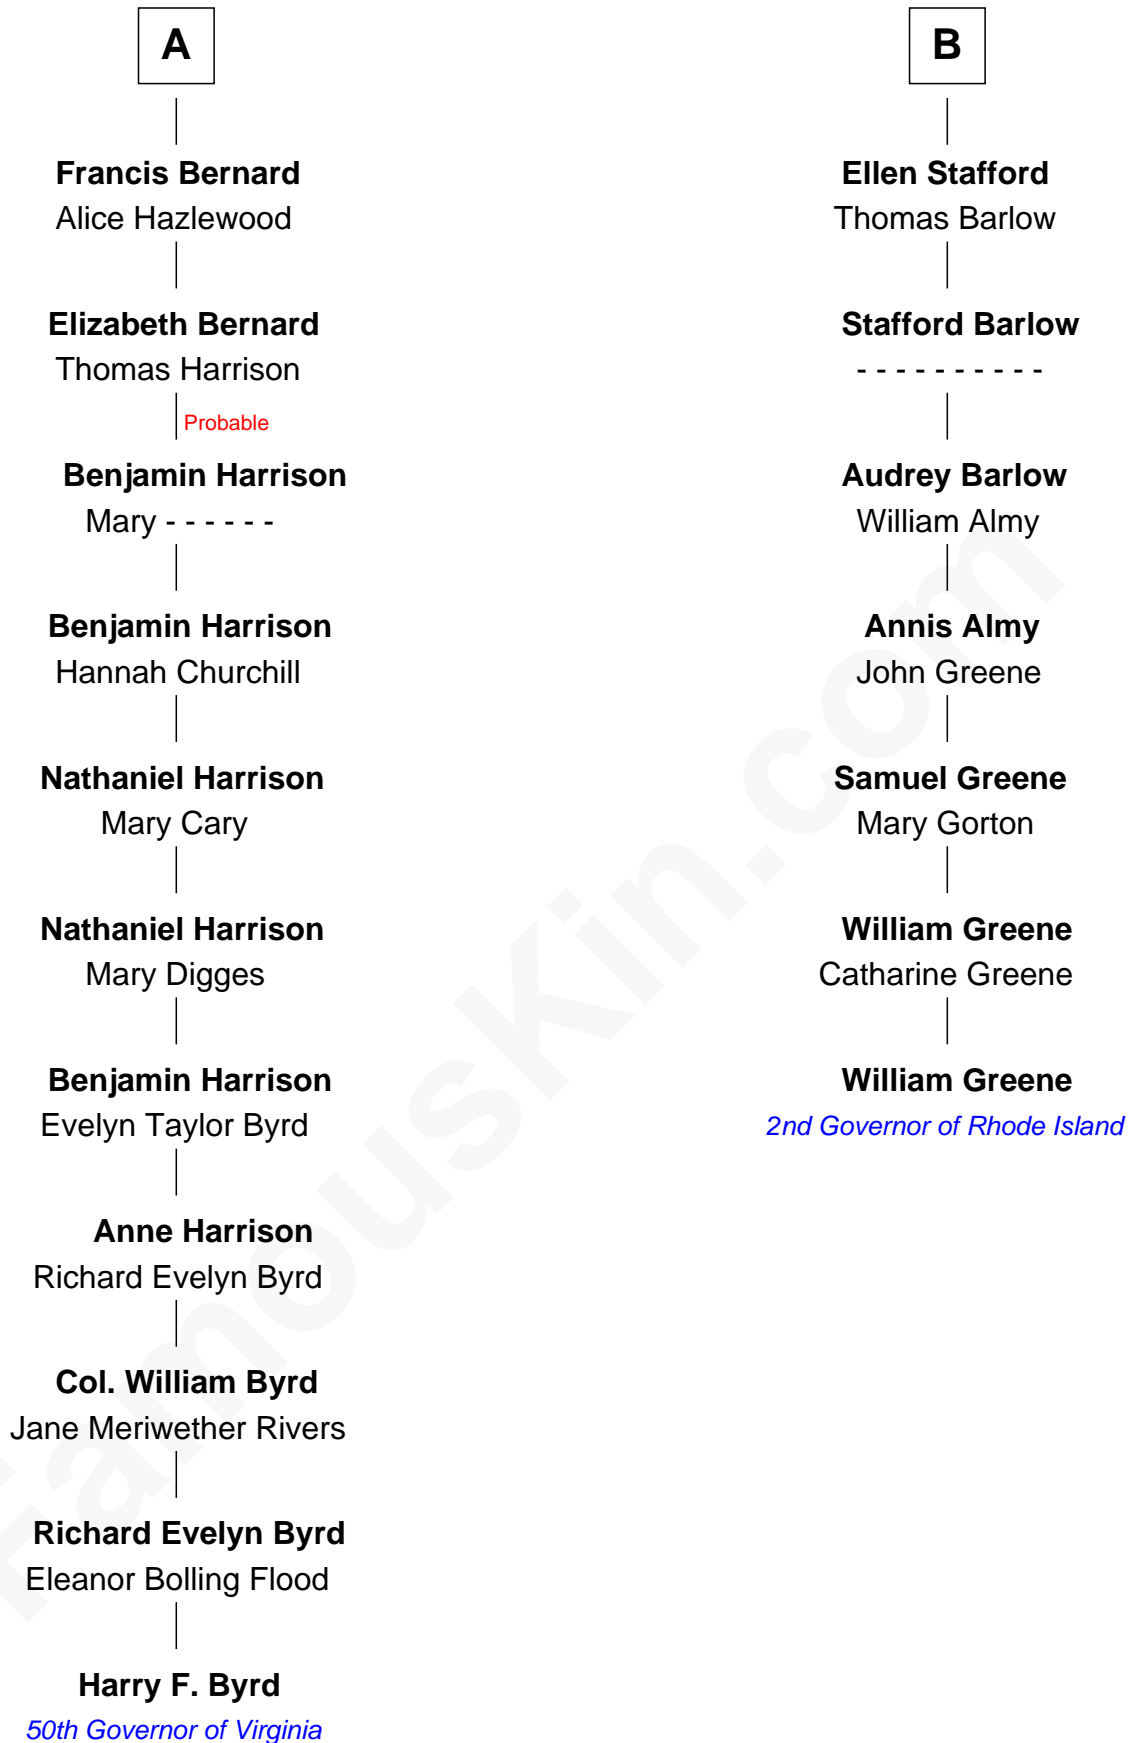 A
Francis Bernard
Alice Hazlewood
Elizabeth Bernard
Thomas Harrison
Probable
Benjamin Harrison
Mary - - - - - -
Benjamin Harrison
Hannah Churchill
Nathaniel Harrison
Mary Cary
Nathaniel Harrison
Mary Digges
Benjamin Harrison
Evelyn Taylor Byrd
Anne Harrison
Richard Evelyn Byrd
Col. William Byrd
Jane Meriwether Rivers
Richard Evelyn Byrd
Eleanor Bolling Flood
Harry F. Byrd
50th Governor of Virginia
B
Ellen Stafford
Thomas Barlow
Stafford Barlow
- - - - - - - - - -
Audrey Barlow
William Almy
Annis Almy
John Greene
Samuel Greene
Mary Gorton
William Greene
Catharine Greene
William Greene
2nd Governor of Rhode Island
FamousKin.com